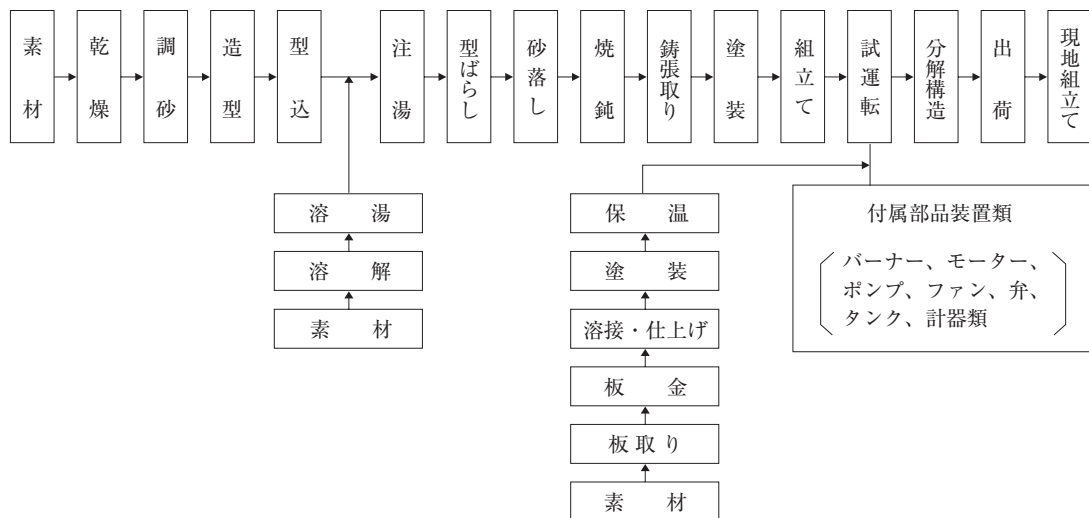 素材
乾燥
調砂
造型
型込
注湯
型ばらし
砂落し
焼鈍
鋳張取り
塗装
組立て
試運転
分解構造
出荷
現地組立て
溶湯
溶解
素材
保温
塗装
溶接・仕上げ
板金
板取り
素材
付属部品装置類
バーナー、モーター、
ポンプ、ファン、弁、
タンク、計器類